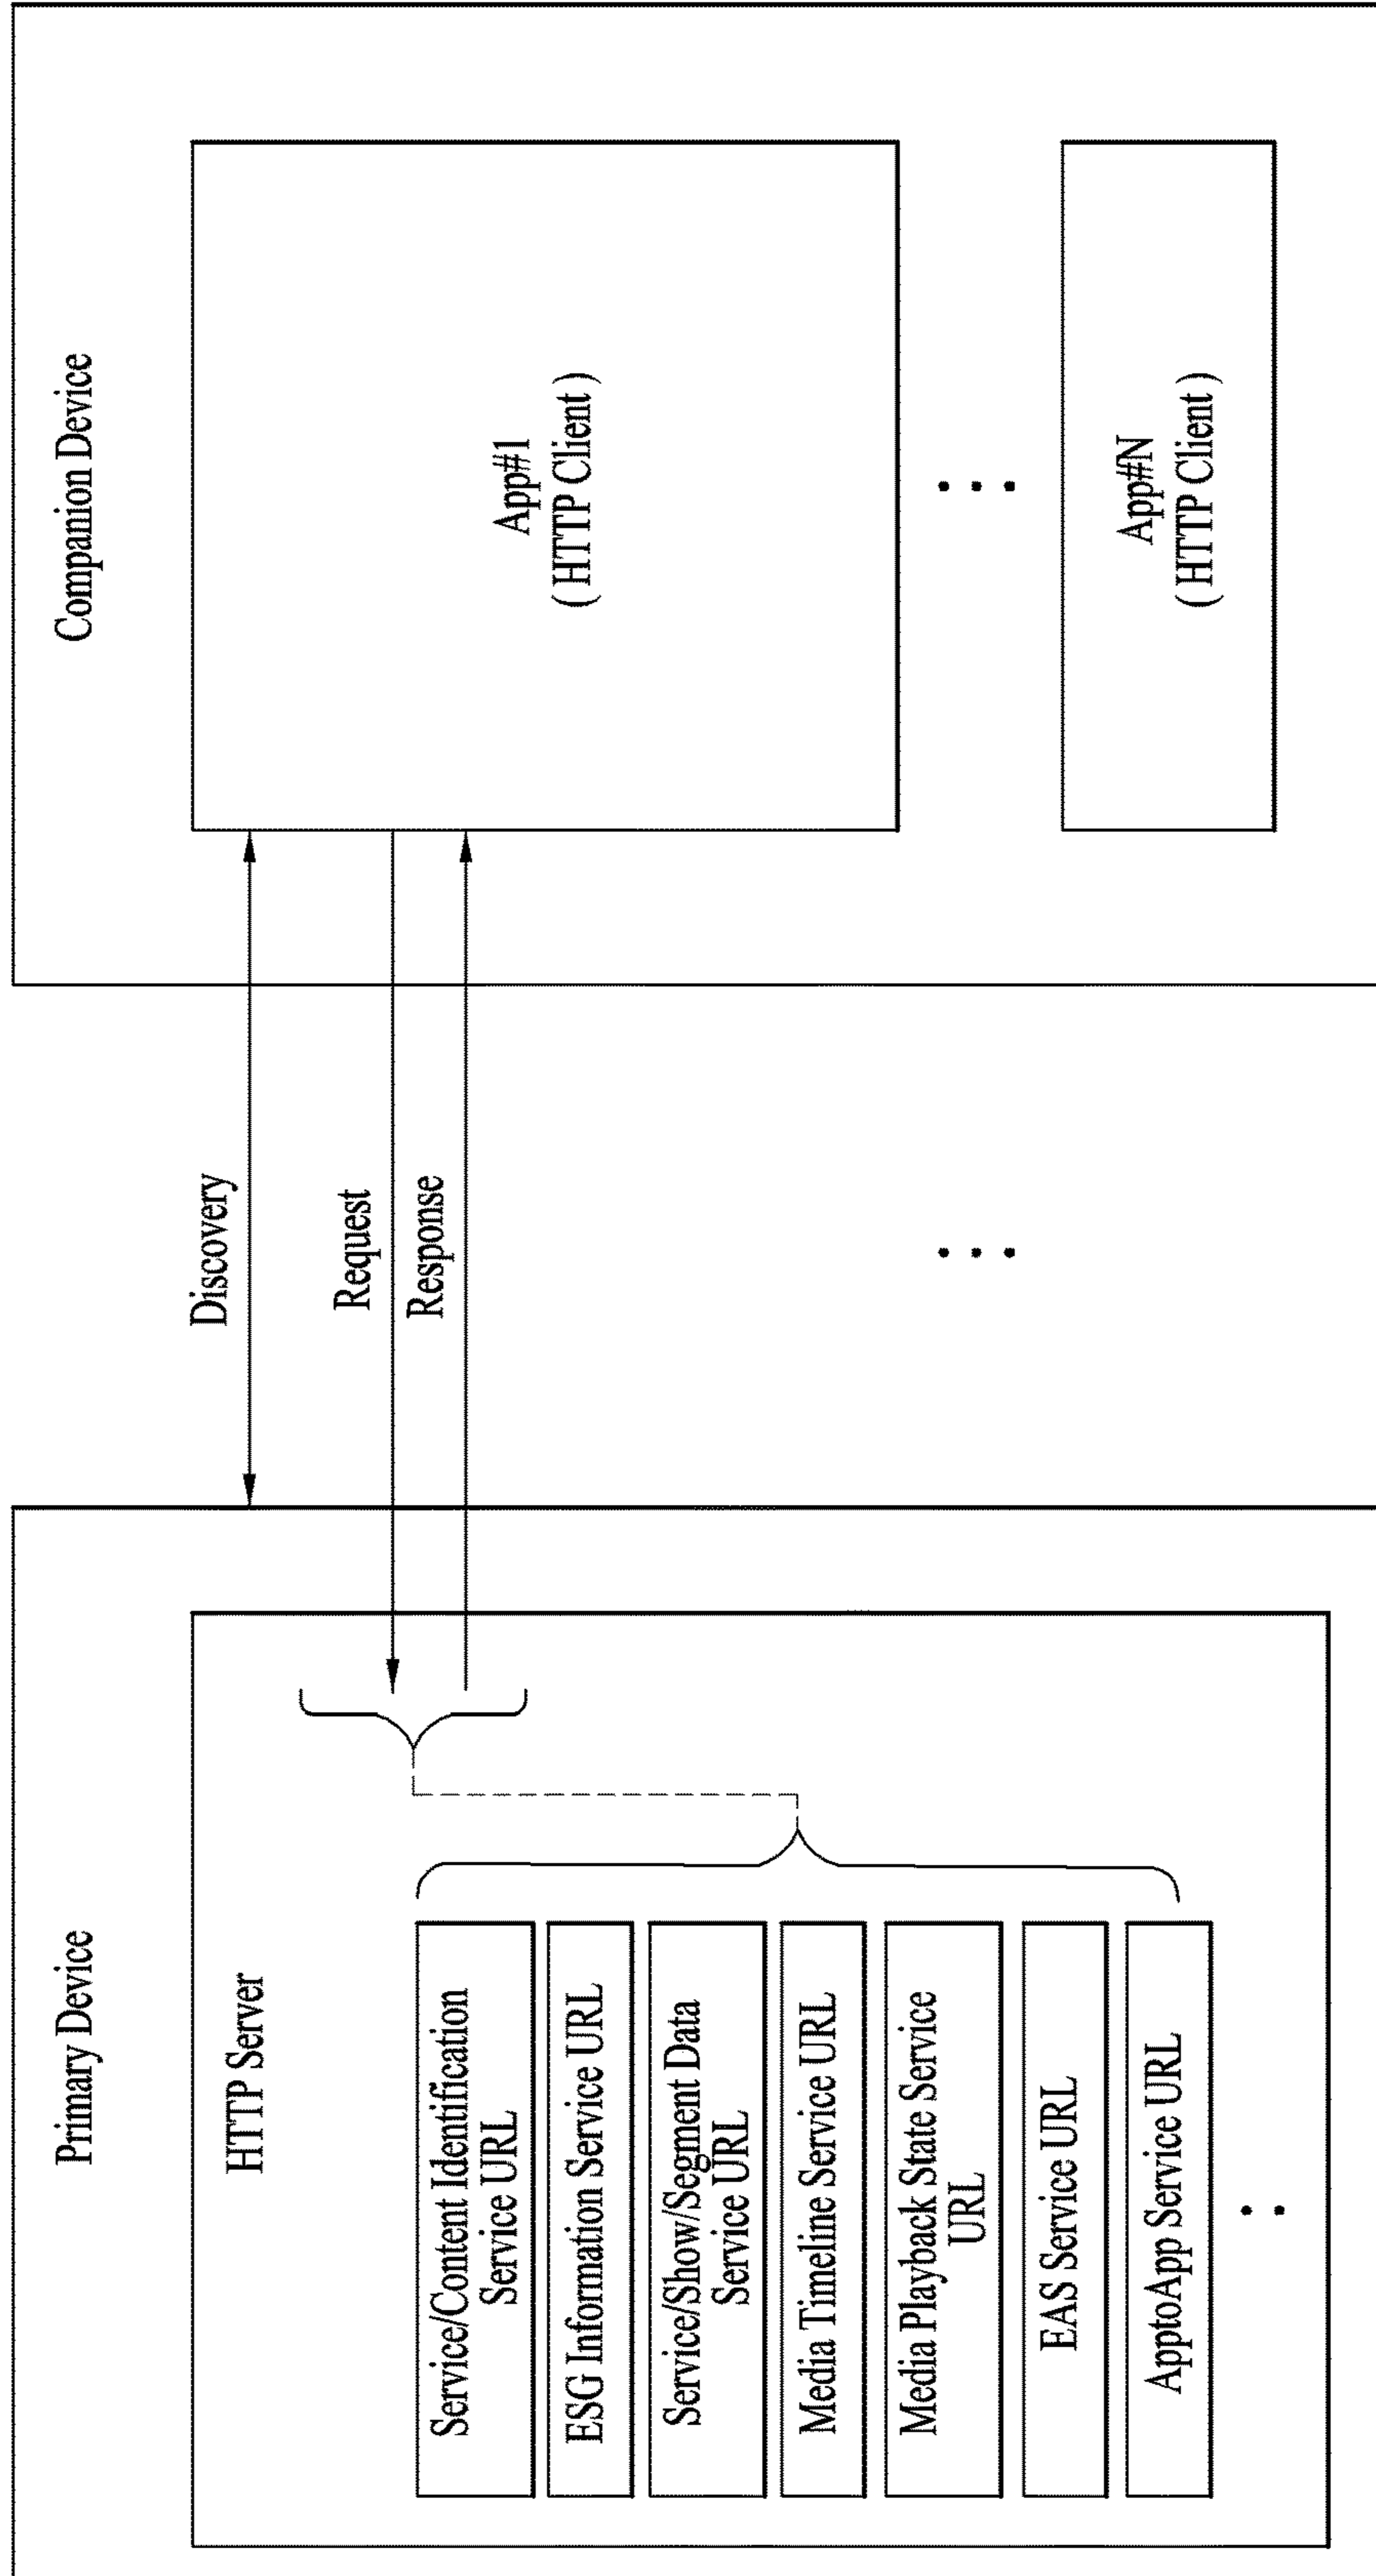 Primary Device
HTTP Server
Service/Content Identification
Service URL
ESG Information Service URL
Service/Show/Segment Data
Service URL
Media Timeline Service URL
Media Playback State Service
URL
EAS Service URL
ApptoApp Service URL
Discovery
Request
Response
Companion Device
App#1
( HTTP Client )
App#N
( HTTP Client )